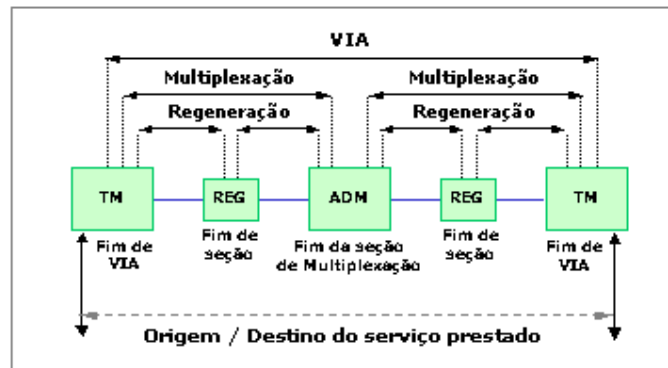 VIA
Multiplexação Multiplexação
Regeneração Regeneração
TM REG ADM REG TM
Fim de VIA
Fim de seção
Fim da seção de Multiplexação
Fim de seção
Fim de VIA
Origem / Destino do serviço prestado